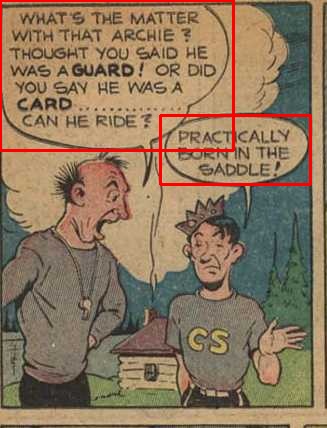 WHAT'S THE MATTER
WITH THAT ARCHIE?
THOUGHT YOU SAID HE
WAS A GUARD! OR DID
YOU SAY HE WAS A
CARD..................
CAN HE RIDE?
PRACTICALLY
BORN IN THE
SADDLE!
CS